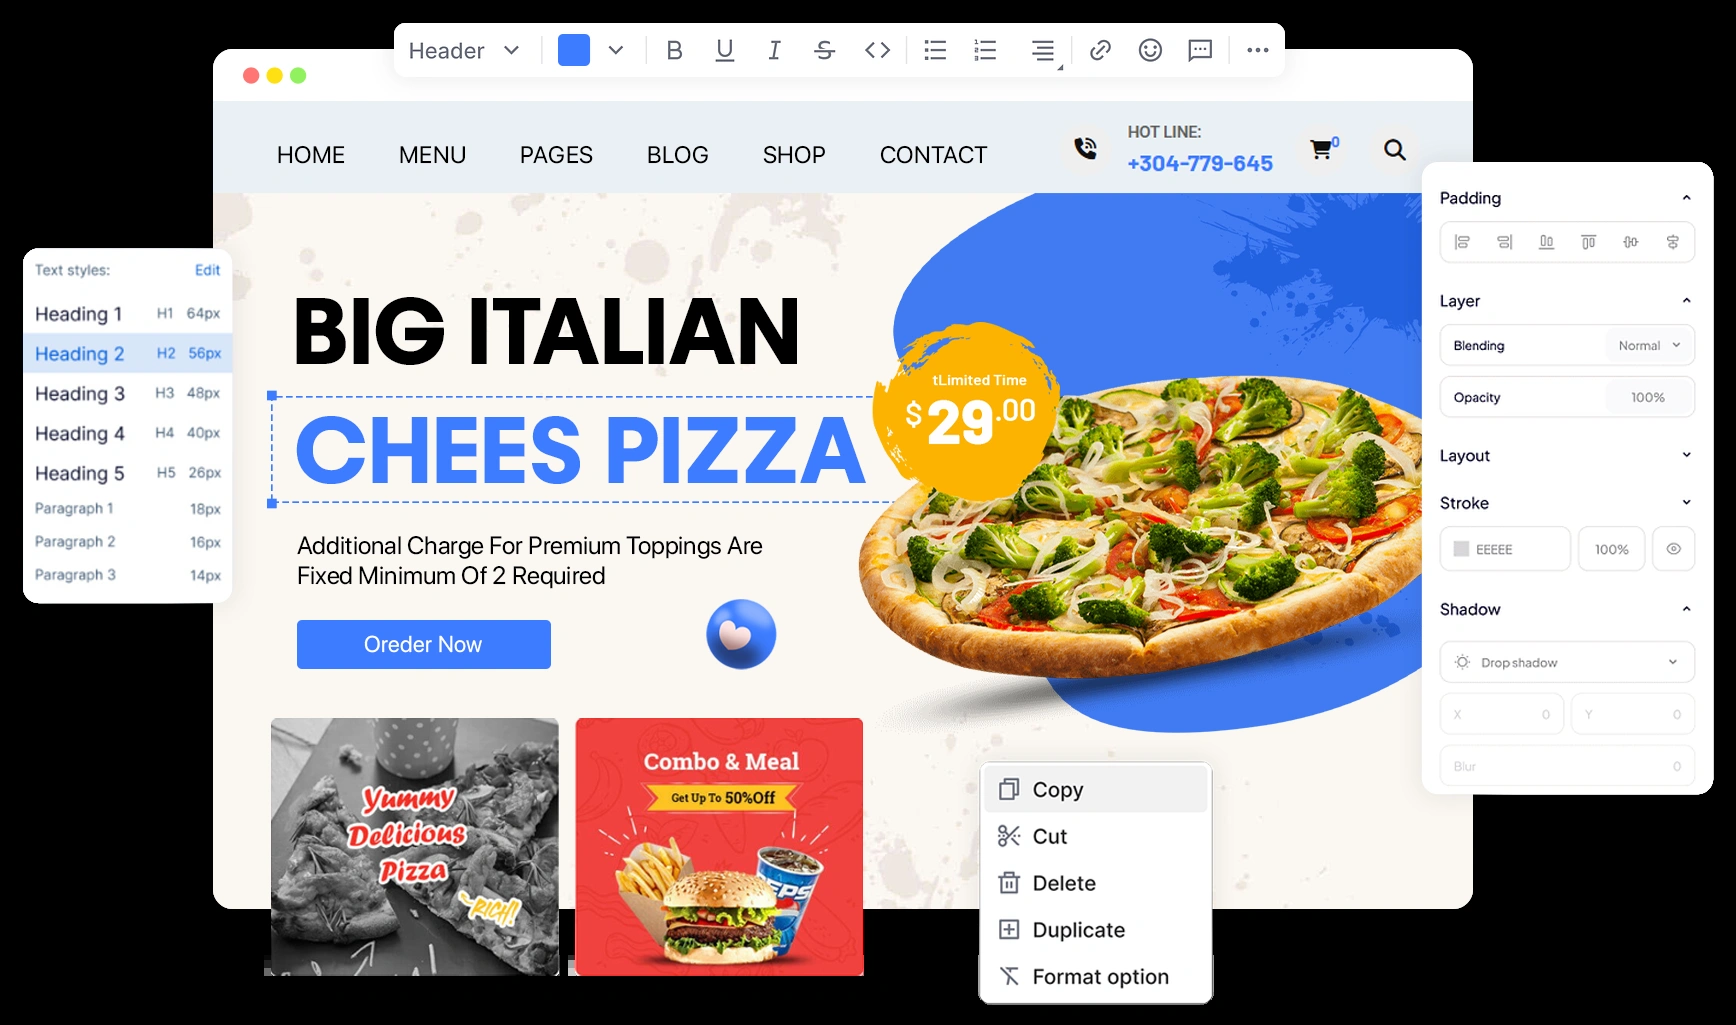 Header
HOME MENU PAGES BLOG SHOP CONTACT
HOT LINE:
+304-779-645
0
Text styles: Edit
Heading 1 H1 64px
Heading 2 H2 56px
Heading 3 H3 48px
Heading 4 H4 40px
Heading 5 H5 26px
Paragraph 1 18px
Paragraph 2 16px
Paragraph 3 14px
BIG ITALIAN
CHEES PIZZA
Additional Charge For Premium Toppings Are
Fixed Minimum Of 2 Required
Oreder Now
tLimited Time
$29.00
Yummy
Delicious
Pizza
RICH!
Combo & Meal
Get Up To 50%Off
PEPS
Copy
Cut
Delete
Duplicate
Format option
Padding
Layer
Blending Normal
Opacity 100%
Layout
Stroke
EEEEE 100%
Shadow
Drop shadow
X 0 Y 0
Blur 0